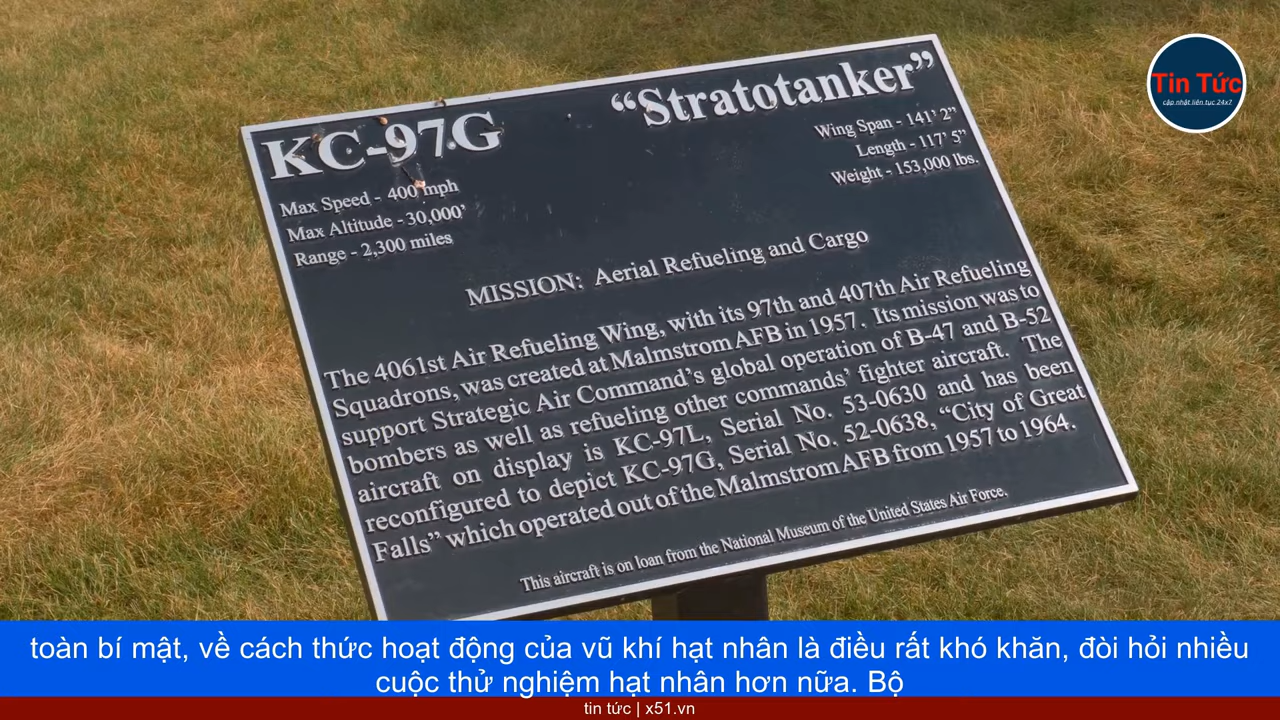 KC-97G
"Stratotanker"
Max Speed - 400 mph
Max Altitude - 30,000'
Range - 2,300 miles
Wing Span - 141' 2"
Length - 117' 5"
Weight - 153,000 lbs.
MISSION: Aerial Refueling and Cargo
The 4061st Air Refueling Wing, with its 97th and 407th Air Refueling
Squadrons, was created at Malmstrom AFB in 1957. Its mission was to
support Strategic Air Command's global operation of B-47 and B-52
bombers as well as refueling other commands' fighter aircraft. The
aircraft on display is KC-97L, Serial No. 53-0630 and has been
reconfigured to depict KC-97G, Serial No. 52-0638, "City of Great
Falls" which operated out of the Malmstrom AFB from 1957 to 1964.
This aircraft is on loan from the National Museum of the United States Air Force.
Tin Tức
cập nhật liên tục 24x7
toàn bí mật, về cách thức hoạt động của vũ khí hạt nhân là điều rất khó khăn, đòi hỏi nhiều
cuộc thử nghiệm hạt nhân hơn nữa. Bộ
tin tức | x51.vn